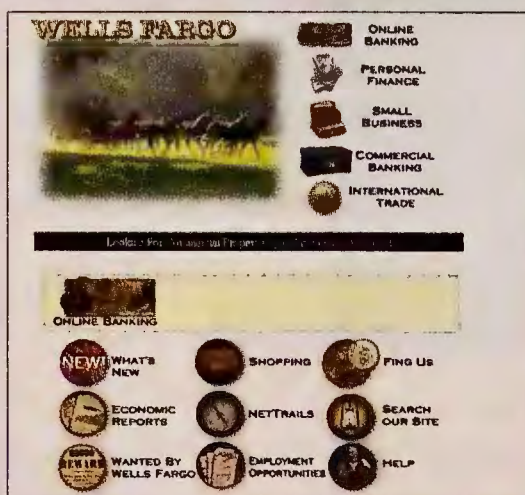 WELLS FARGO
ONLINE
BANKING
PERSONAL
FINANCE
SMALL
BUSINESS
COMMERCIAL
BANKING
INTERNATIONAL
TRADE
ONLINE BANKING
NEW!
WHAT'S
NEW
SHOPPING
FING US
ECONOMIC
REPORTS
NETTRAILS
SEARCH
OUR SITE
REWARD
WANTED BY
WELLS FARGO
EMPLOYMENT
OPPORTUNITIES
HELP